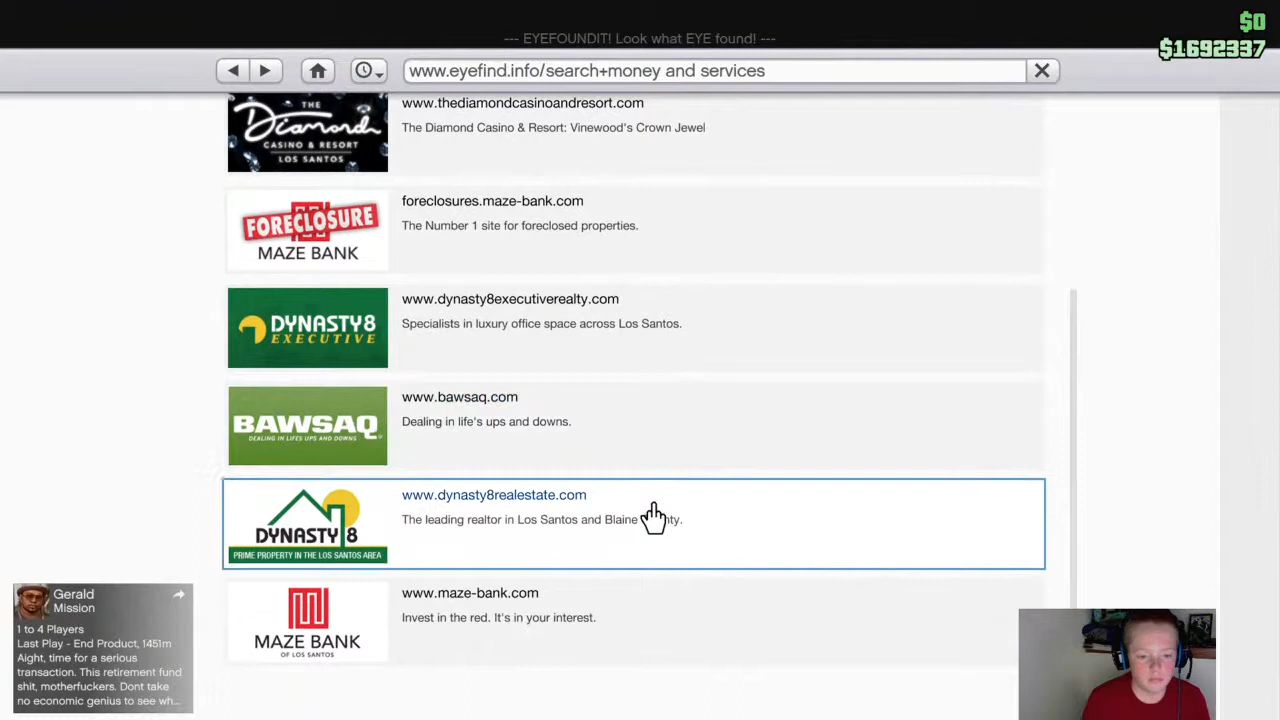 $0
$1692337
--- EYEFOUNDIT! Look what EYE found! ---
www.eyefind.info/search+money and services
THE
Diamond
CASINO & RESORT
LOS SANTOS
www.thediamondcasinoandresort.com
The Diamond Casino & Resort: Vinewood's Crown Jewel
FORECLOSURE
MAZE BANK
foreclosures.maze-bank.com
The Number 1 site for foreclosed properties.
DYNASTY8
EXECUTIVE
www.dynasty8executiverealty.com
Specialists in luxury office space across Los Santos.
BAWSAQ
DEALING IN LIFES UPS AND DOWNS
www.bawsaq.com
Dealing in life's ups and downs.
DYNASTY 8
PRIME PROPERTY IN THE LOS SANTOS AREA
www.dynasty8realestate.com
The leading realtor in Los Santos and Blaine ty.
MAZE BANK
OF LOS SANTOS
www.maze-bank.com
Invest in the red. It's in your interest.
Gerald
Mission
1 to 4 Players
Last Play - End Product, 1451m
Aight, time for a serious
transaction. This retirement fund
shit, motherfuckers. Dont take
no economic genius to see wh...